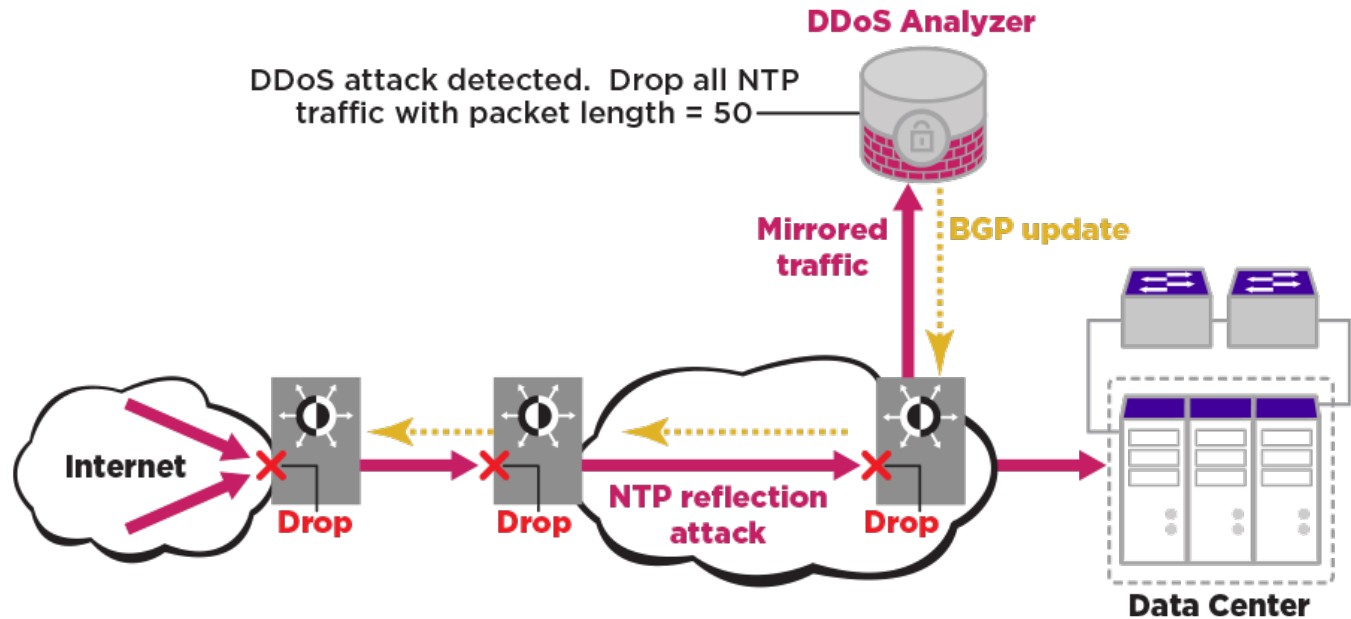 DDoS Analyzer
DDoS attack detected.  Drop all NTP
traffic with packet length = 50
Mirrored
traffic
BGP update
Internet
Drop
Drop
NTP reflection
attack
Drop
Data Center